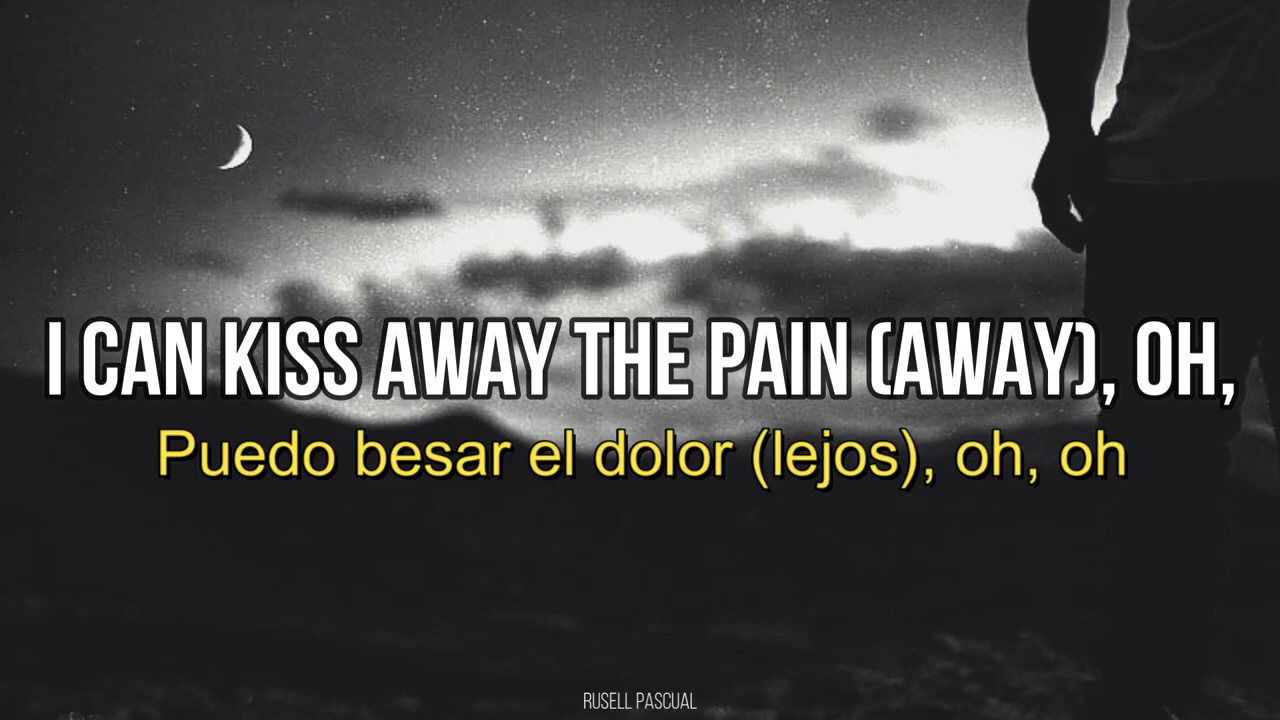 I CAN KISS AWAY THE PAIN (AWAY), OH,
Puedo besar el dolor (lejos), oh, oh
RUSELL PASCUAL